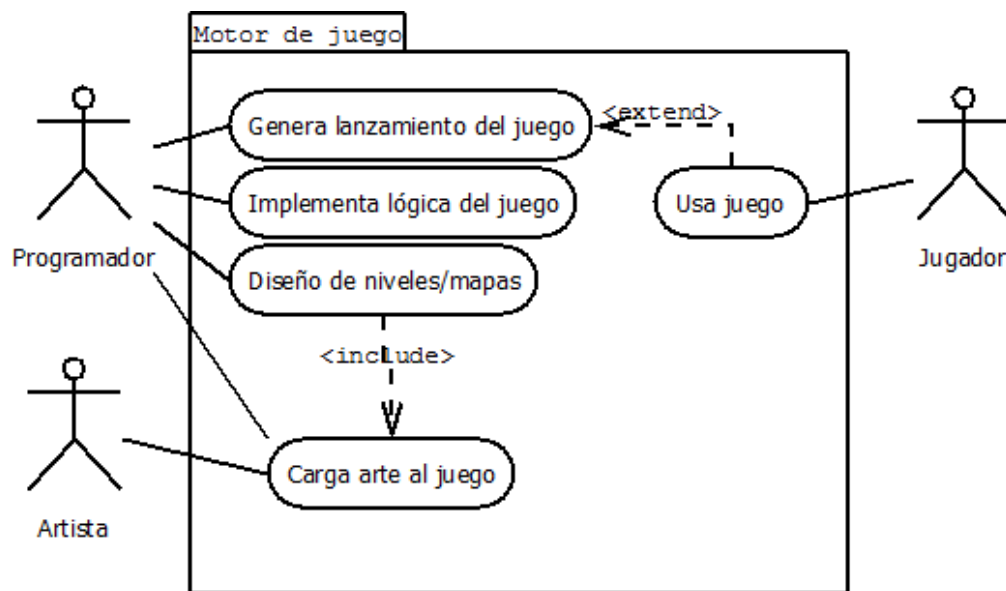 Motor de juego
Genera lanzamiento del juego
<extend>
Implementa lógica del juego
Usa juego
Programador
Diseño de niveles/mapas
Jugador
<include>
Carga arte al juego
Artista